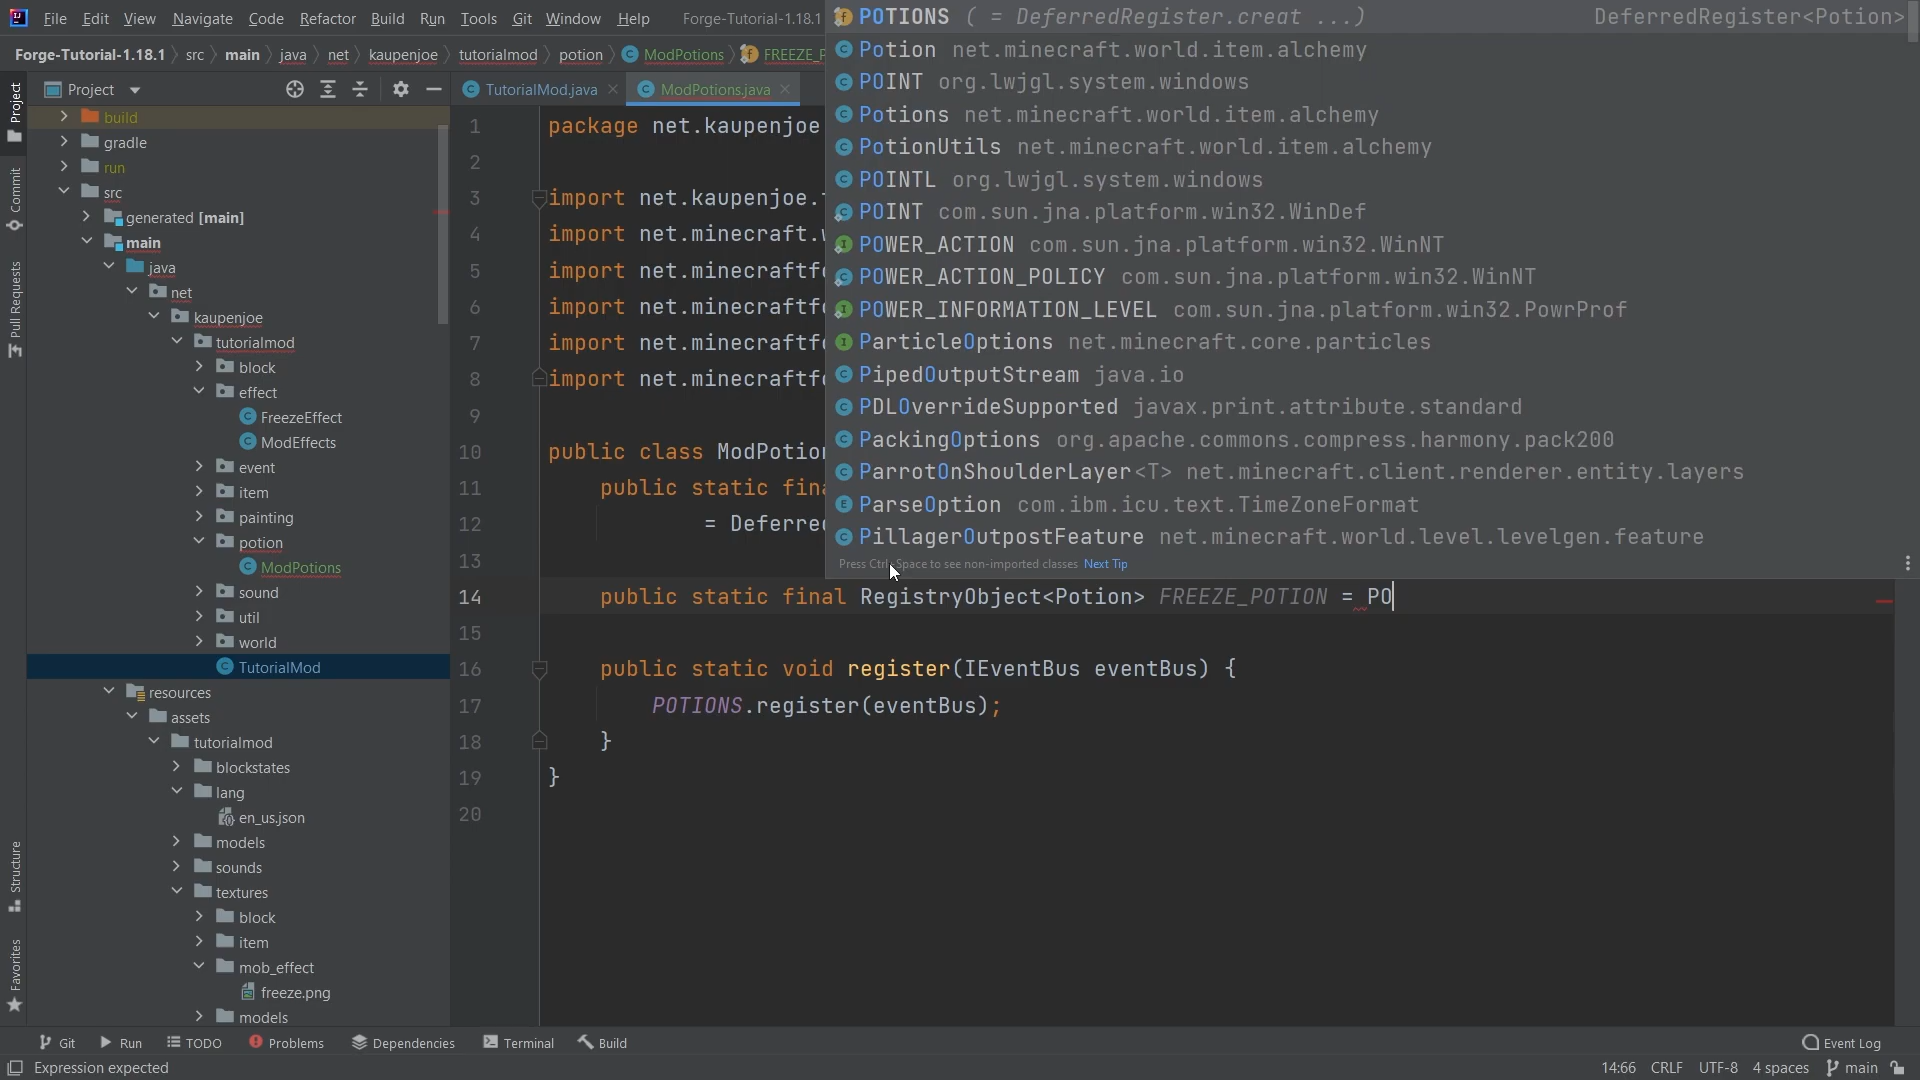 File Edit View Navigate Code Refactor Build Run Tools Git Window Help Forge-Tutorial-1.18.1
Forge-Tutorial-1.18.1 src main java net kaupenjoe tutorialmod potion ModPotions FREEZE_P
Project
TutorialMod.java ModPotions.java
POTIONS ( = DeferredRegister.creat ...) DeferredRegister<Potion>
Potion net.minecraft.world.item.alchemy
POINT org.lwjgl.system.windows
Potions net.minecraft.world.item.alchemy
PotionUtils net.minecraft.world.item.alchemy
POINTL org.lwjgl.system.windows
POINT com.sun.jna.platform.win32.WinDef
POWER_ACTION com.sun.jna.platform.win32.WinNT
POWER_ACTION_POLICY com.sun.jna.platform.win32.WinNT
POWER_INFORMATION_LEVEL com.sun.jna.platform.win32.PowrProf
ParticleOptions net.minecraft.core.particles
PipedOutputStream java.io
PDLOverrideSupported javax.print.attribute.standard
PackingOptions org.apache.commons.compress.harmony.pack200
ParrotOnShoulderLayer<T> net.minecraft.client.renderer.entity.layers
ParseOption com.ibm.icu.text.TimeZoneFormat
PillagerOutpostFeature net.minecraft.world.level.levelgen.feature
Press Ctrl+Space to see non-imported classes Next Tip
Project
Commit
Pull Requests
Structure
Favorites
build
gradle
run
src
generated [main]
main
java
net
kaupenjoe
tutorialmod
block
effect
FreezeEffect
ModEffects
event
item
painting
potion
ModPotions
sound
util
world
TutorialMod
resources
assets
tutorialmod
blockstates
lang
en_us.json
models
sounds
textures
block
item
mob_effect
freeze.png
models
1 package net.kaupenjoe
2
3 import net.kaupenjoe.
4 import net.minecraft.
5 import net.minecraftfo
6 import net.minecraftfo
7 import net.minecraftfo
8 import net.minecraftfo
9
10 public class ModPotion
11 public static fina
12 = Deferred
13
14 public static final RegistryObject<Potion> FREEZE_POTION = PO
15
16 public static void register(IEventBus eventBus) {
17 POTIONS.register(eventBus);
18 }
19 }
20
Git Run TODO Problems Dependencies Terminal Build Event Log
Expression expected 14:66 CRLF UTF-8 4 spaces main